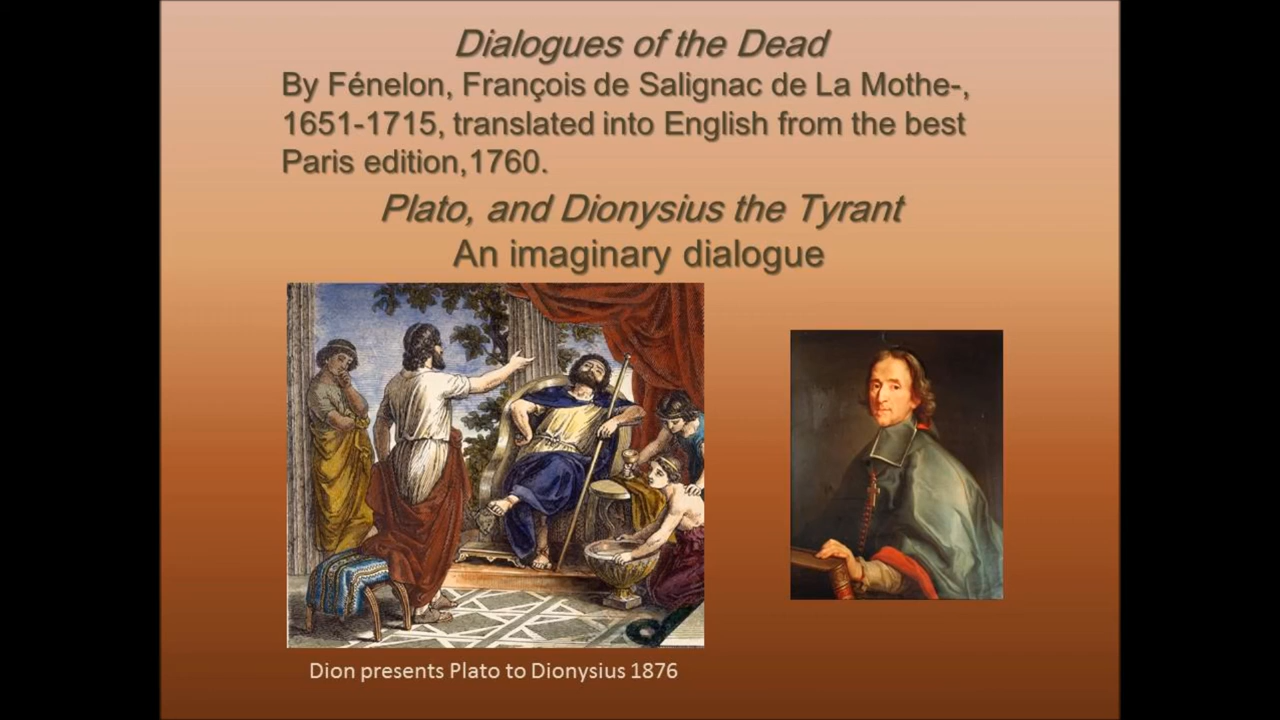 Dialogues of the Dead
By Fénelon, François de Salignac de La Mothe-,
1651-1715, translated into English from the best
Paris edition,1760.
Plato, and Dionysius the Tyrant
An imaginary dialogue
Dion presents Plato to Dionysius 1876